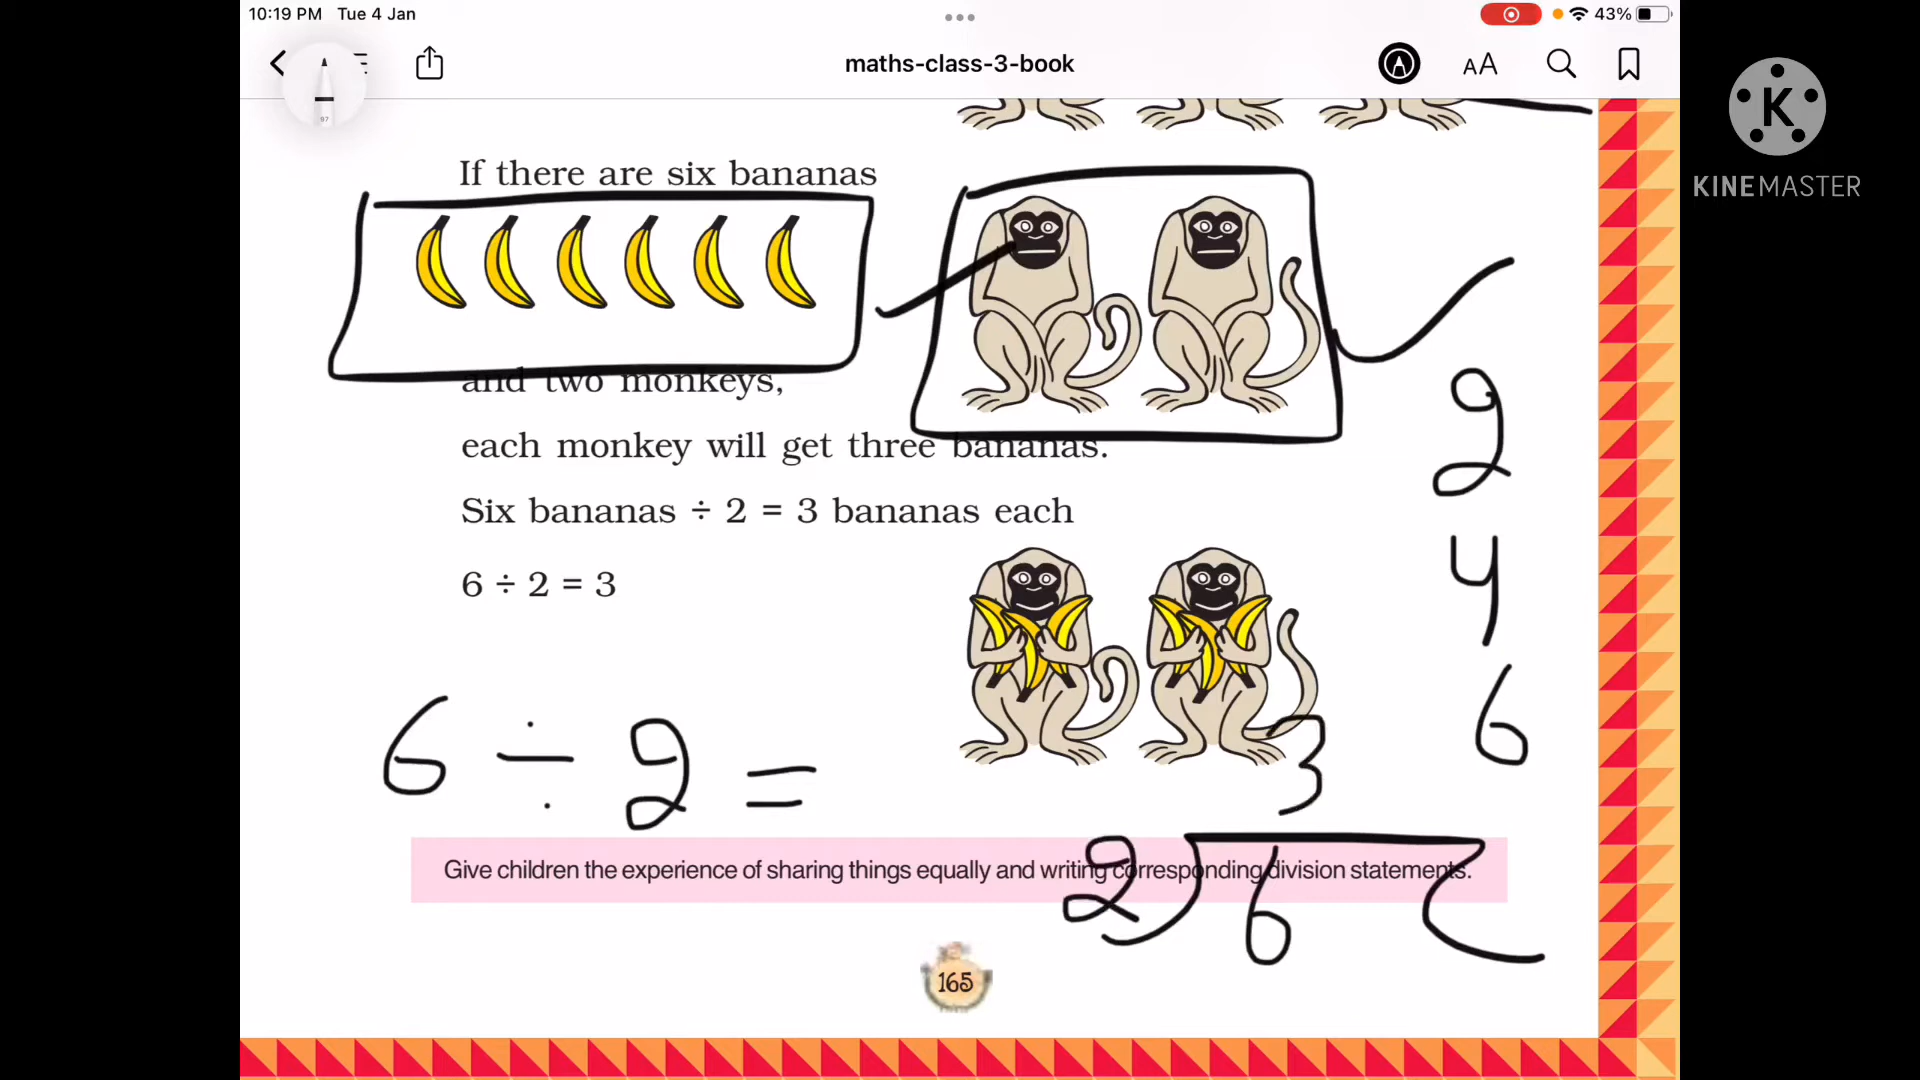 10:19 PM Tue 4 Jan
43%
maths-class-3-book
AA
K
KINEMASTER
97
If there are six bananas
and two monkeys,
each monkey will get three bananas.
Six bananas ÷ 2 = 3 bananas each
6 ÷ 2 = 3
2
4
6
6 ÷ 2 =
3
2 6
Give children the experience of sharing things equally and writing corresponding division statements.
165